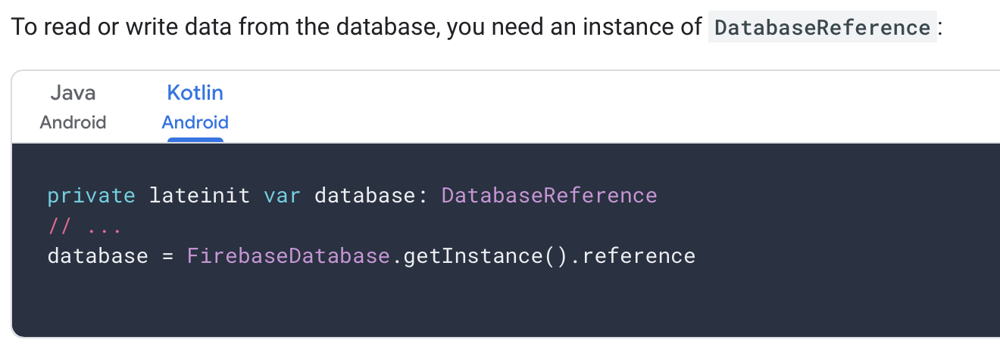 To read or write data from the database, you need an instance of DatabaseReference:
Java Kotlin
Android Android
private lateinit var database: DatabaseReference
// ...
database = FirebaseDatabase.getInstance().reference